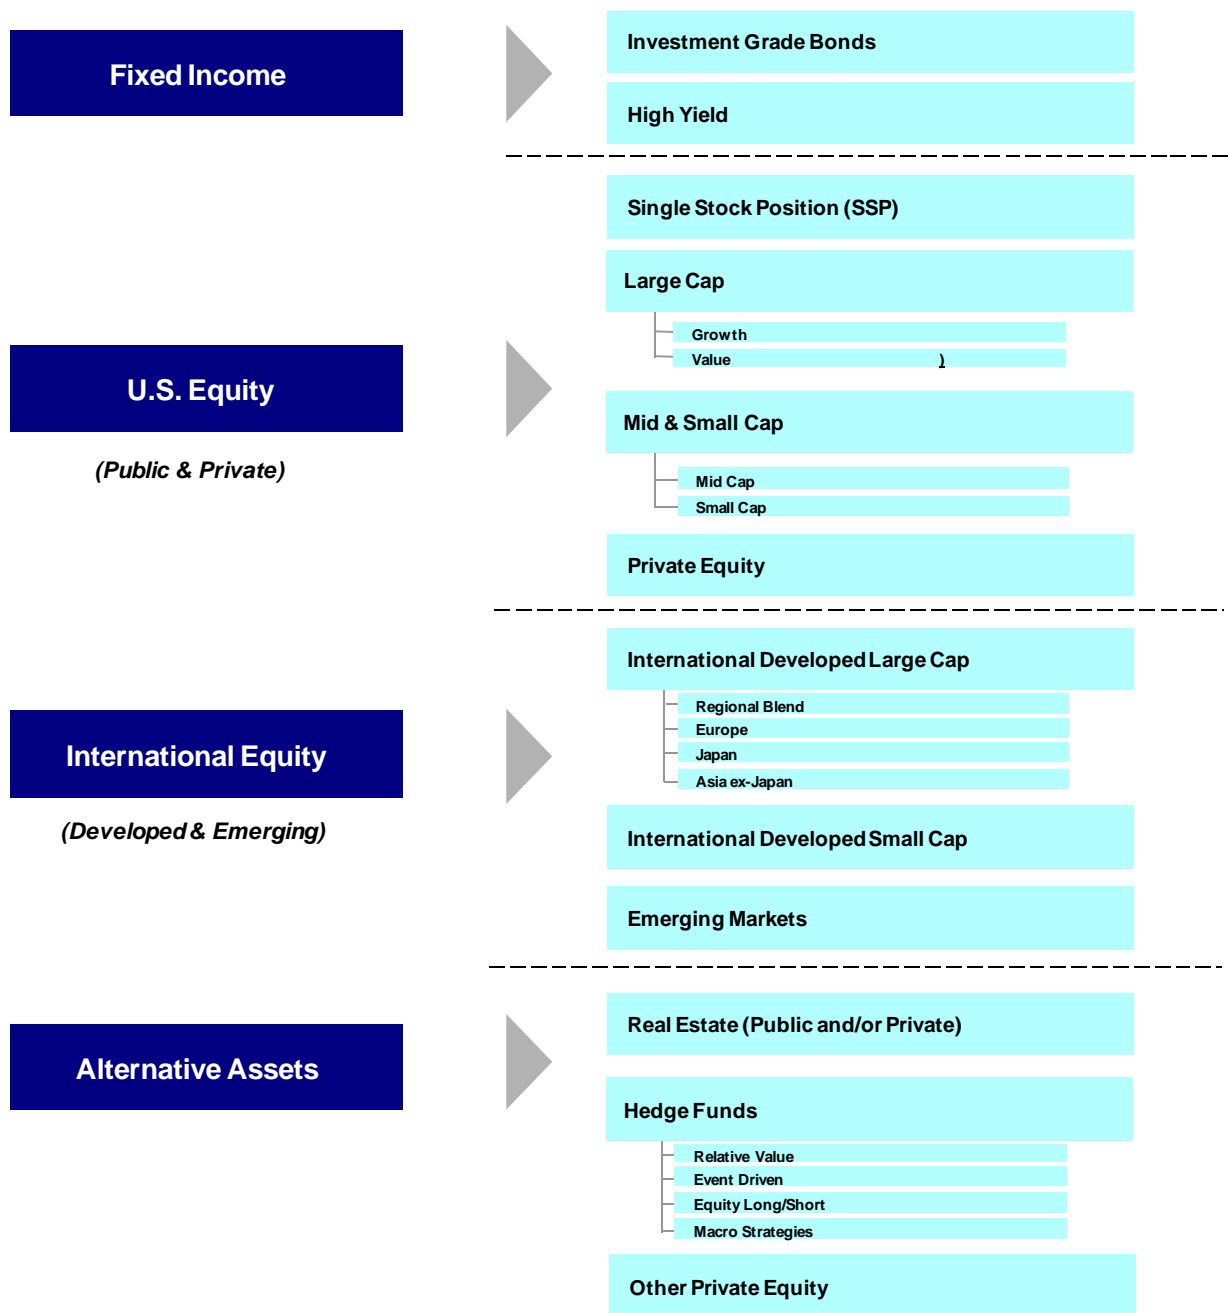 Fixed Income
Investment Grade Bonds
High Yield
Single Stock Position (SSP)
Large Cap
Growth
Value )
U.S. Equity
(Public & Private)
Mid & Small Cap
Mid Cap
Small Cap
Private Equity
International Developed Large Cap
Regional Blend
Europe
Japan
Asia ex-Japan
International Equity
(Developed & Emerging)
International Developed Small Cap
Emerging Markets
Alternative Assets
Real Estate (Public and/or Private)
Hedge Funds
Relative Value
Event Driven
Equity Long/Short
Macro Strategies
Other Private Equity